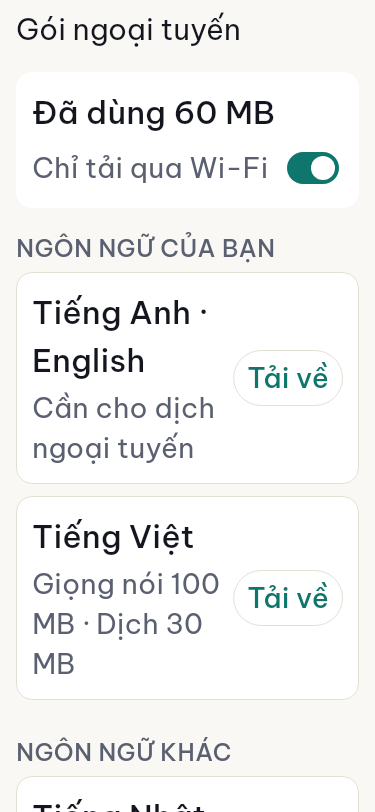 Gói ngoại tuyến
Đã dùng 60 MB
Chỉ tải qua Wi-Fi
NGÔN NGỮ CỦA BẠN
Tiếng Anh ·
English
Cần cho dịch
ngoại tuyến
Tải về
Tiếng Việt
Giọng nói 100
MB · Dịch 30
MB
Tải về
NGÔN NGỮ KHÁC
Tiếng Nhật